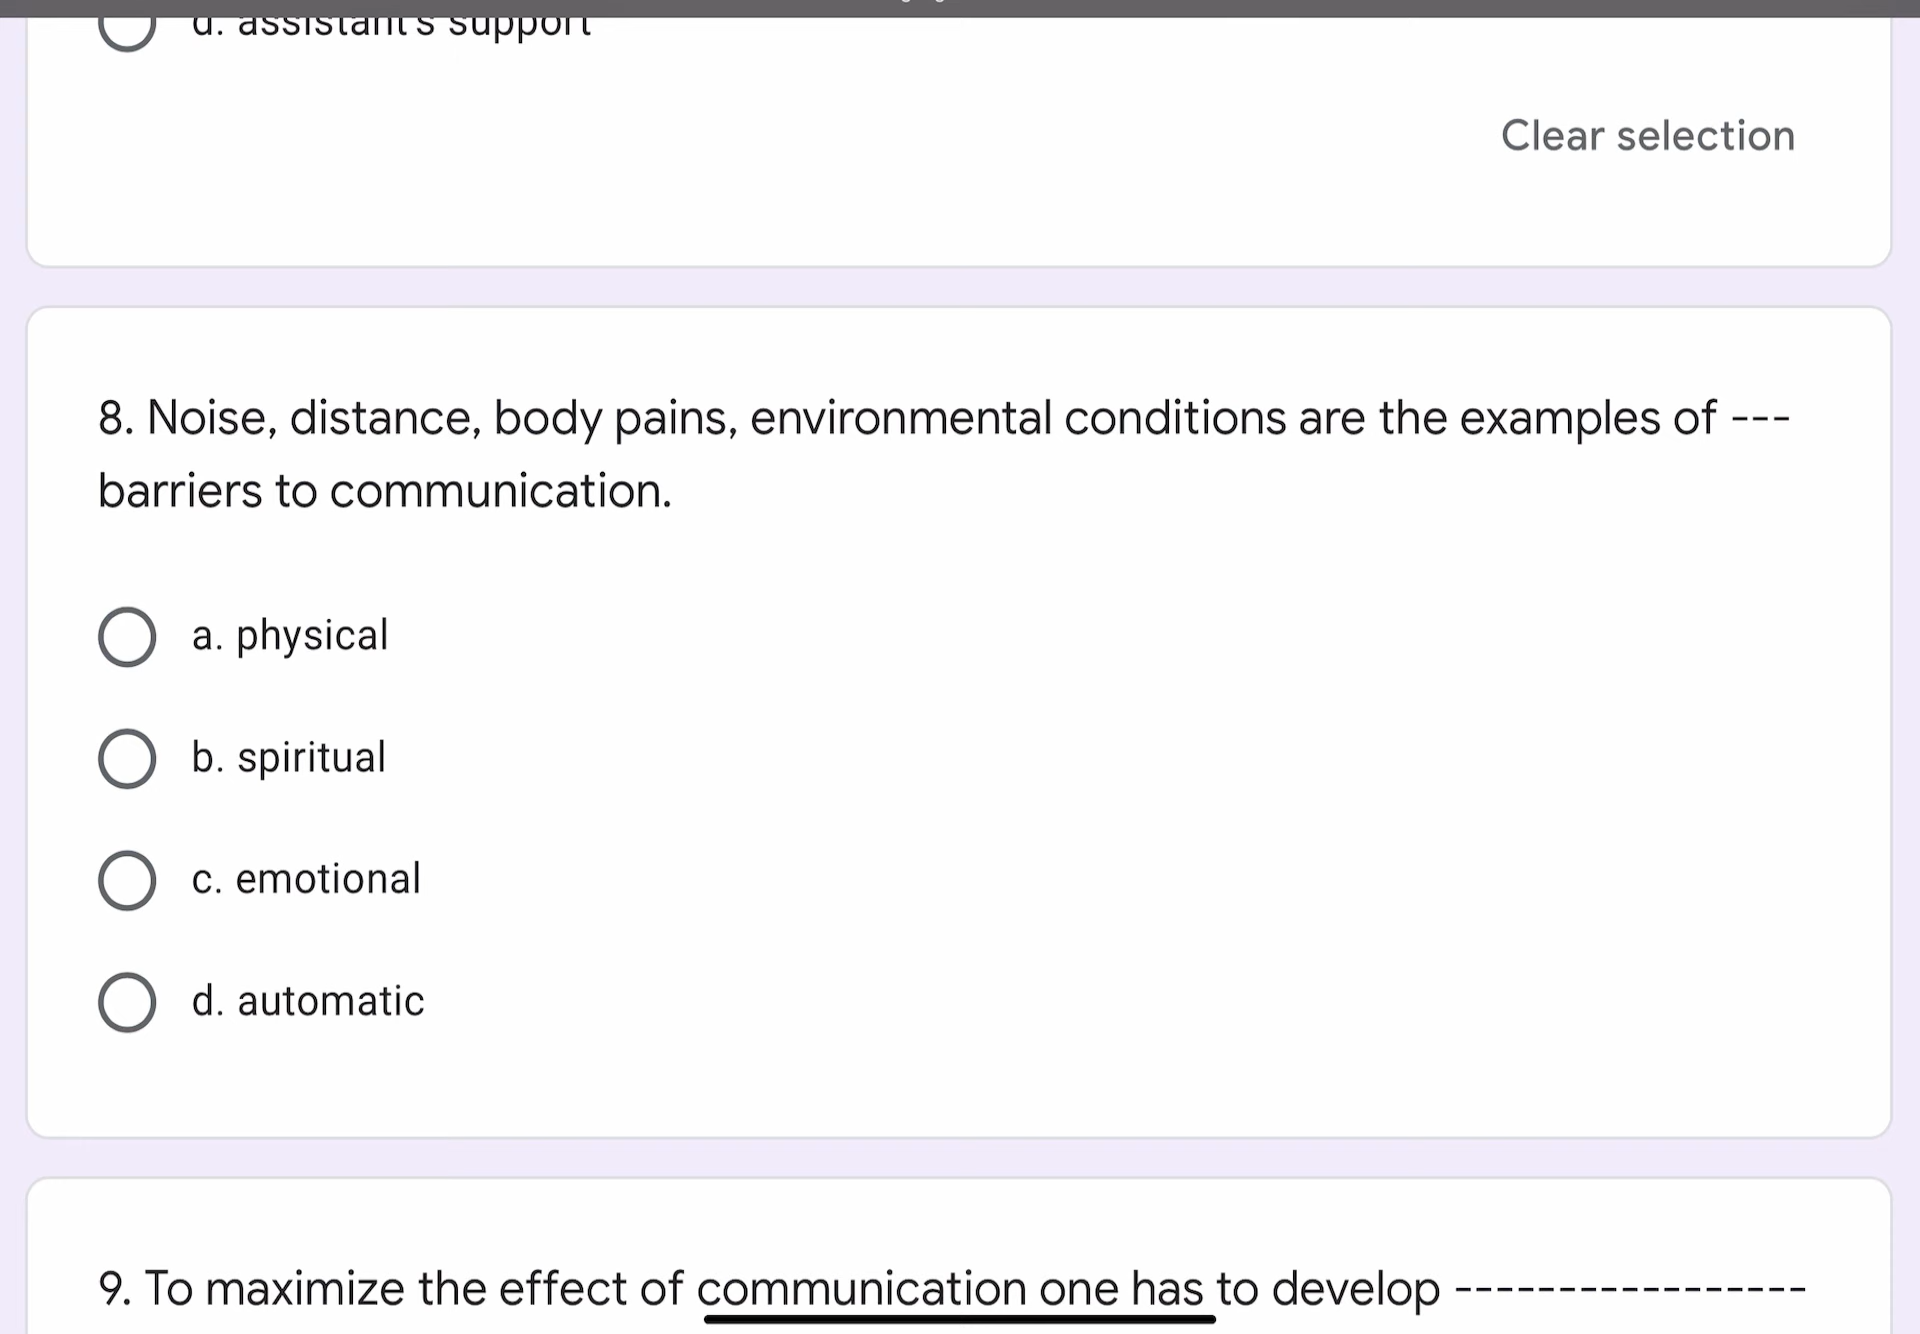 d. assistant's support
Clear selection
8. Noise, distance, body pains, environmental conditions are the examples of ---
barriers to communication.
a. physical
b. spiritual
c. emotional
d. automatic
9. To maximize the effect of communication one has to develop -----------------